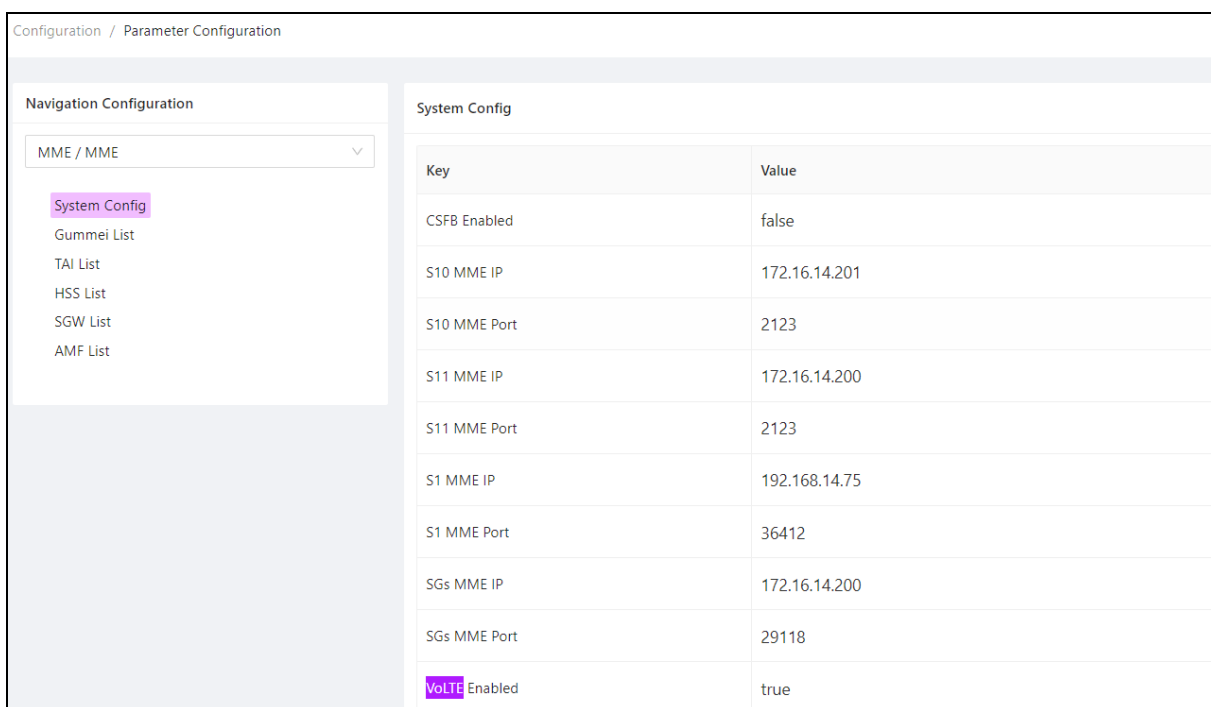 Configuration / Parameter Configuration
Navigation Configuration
MME / MME
System Config
Gummei List
TAI List
HSS List
SGW List
AMF List
System Config
Key Value
CSFB Enabled false
S10 MME IP 172.16.14.201
S10 MME Port 2123
S11 MME IP 172.16.14.200
S11 MME Port 2123
S1 MME IP 192.168.14.75
S1 MME Port 36412
SGs MME IP 172.16.14.200
SGs MME Port 29118
VoLTE Enabled true